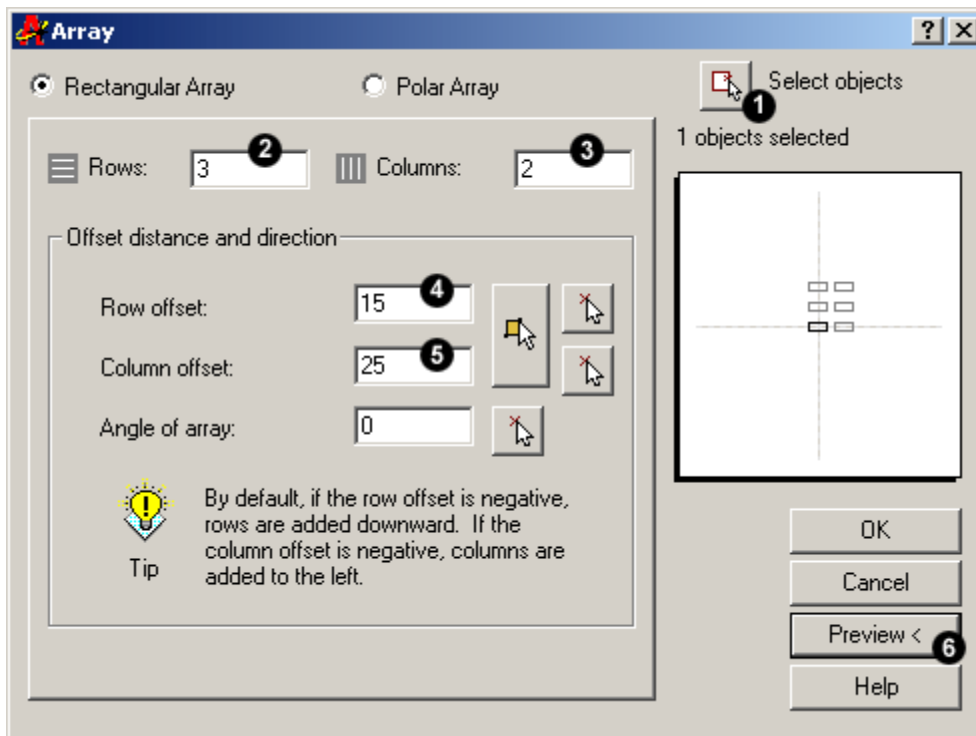 Array
Rectangular Array Polar Array Select objects
1
1 objects selected
2 3
Rows: 3 Columns: 2
Offset distance and direction
4
Row offset: 15
5
Column offset: 25
Angle of array: 0
By default, if the row offset is negative,
rows are added downward. If the
column offset is negative, columns are
added to the left.
Tip
OK
Cancel
Preview <
6
Help